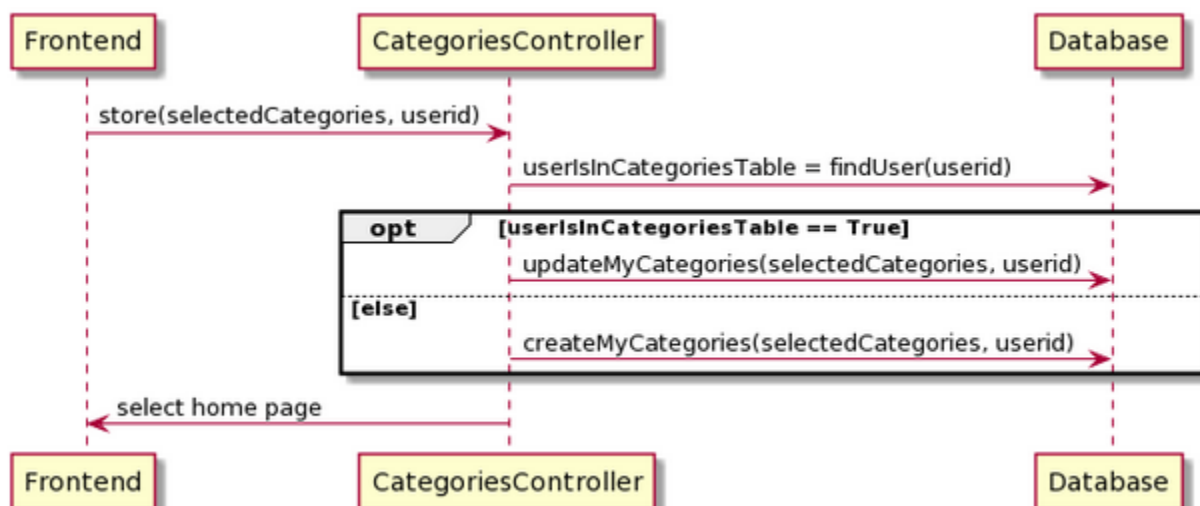 Frontend
CategoriesController
Database
store(selectedCategories, userid)
userIsInCategoriesTable = findUser(userid)
opt
[userIsInCategoriesTable == True]
updateMyCategories(selectedCategories, userid)
[else]
createMyCategories(selectedCategories, userid)
select home page
Frontend
CategoriesController
Database